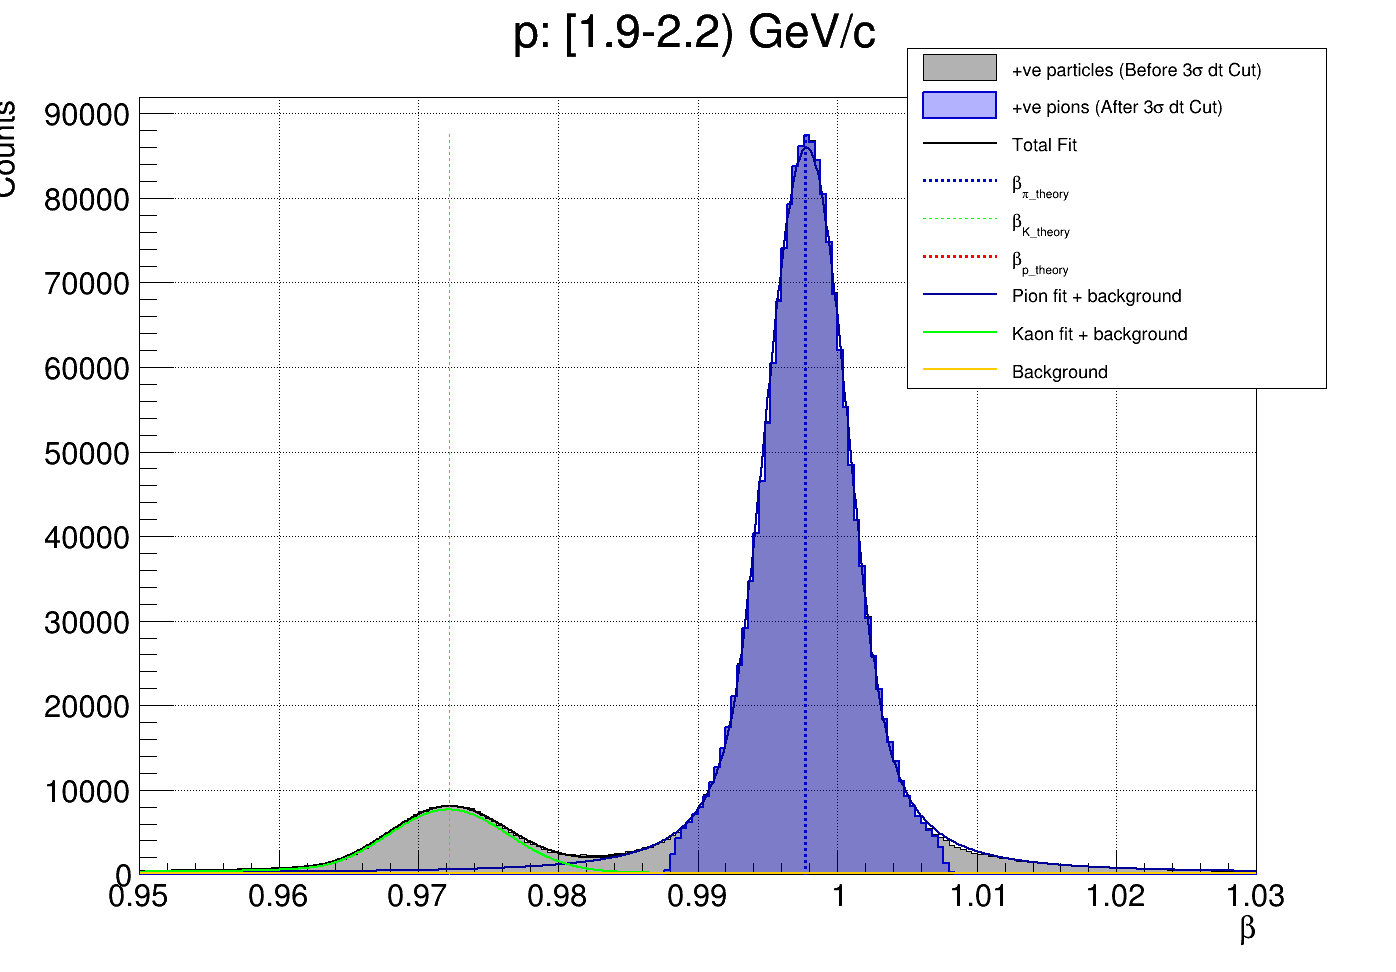 p: [1.9-2.2) GeV/c
+ve particles (Before 3σ dt Cut)
+ve pions (After 3σ dt Cut)
Total Fit
βπ_theory
βK_theory
βp_theory
Pion fit + background
Kaon fit + background
Background
Counts
90000
80000
70000
60000
50000
40000
30000
20000
10000
0
0.95 0.96 0.97 0.98 0.99 1 1.01 1.02 1.03
β